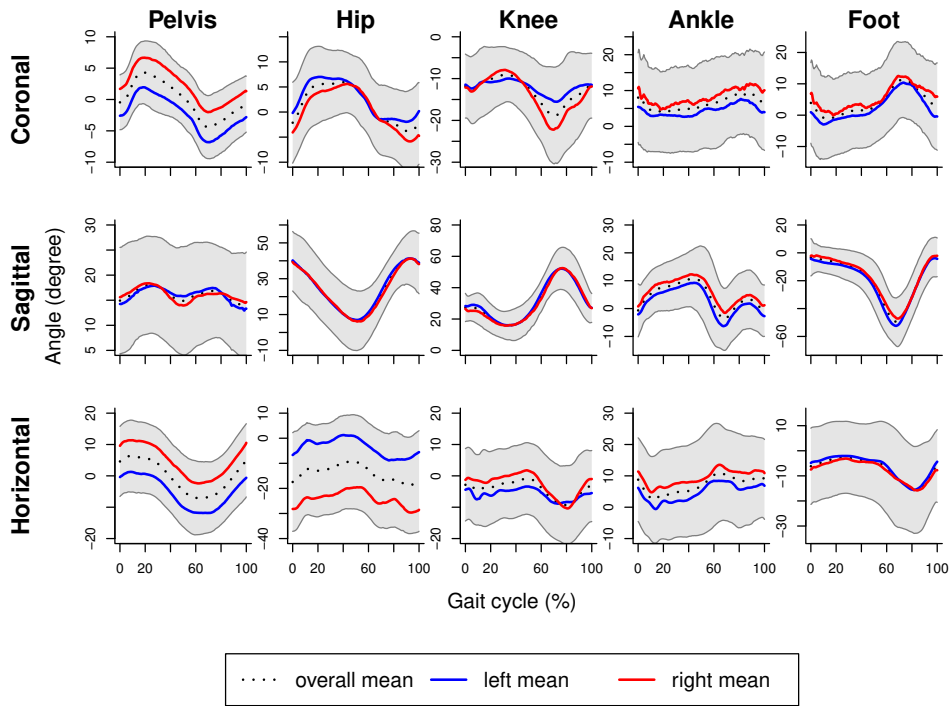 Pelvis Hip Knee Ankle Foot
Coronal
−10 −5 0 5 10
−10 0 5 10 15
−30 −20 −10 0
−10 0 10 20
−10 0 10 20
Sagittal
Angle (degree)
5 15 20 30
−10 10 30 50
0 20 40 60 80
−10 0 10 30
−60 −20 0 20
Horizontal
−20 0 10 20
−40 −20 0 10
−20 0 10 20
−10 0 10 20 30
−30 −10 0 10
0 20 60 100 0 20 60 100 0 20 60 100 0 20 60 100 0 20 60 100
Gait cycle (%)
overall mean left mean right mean